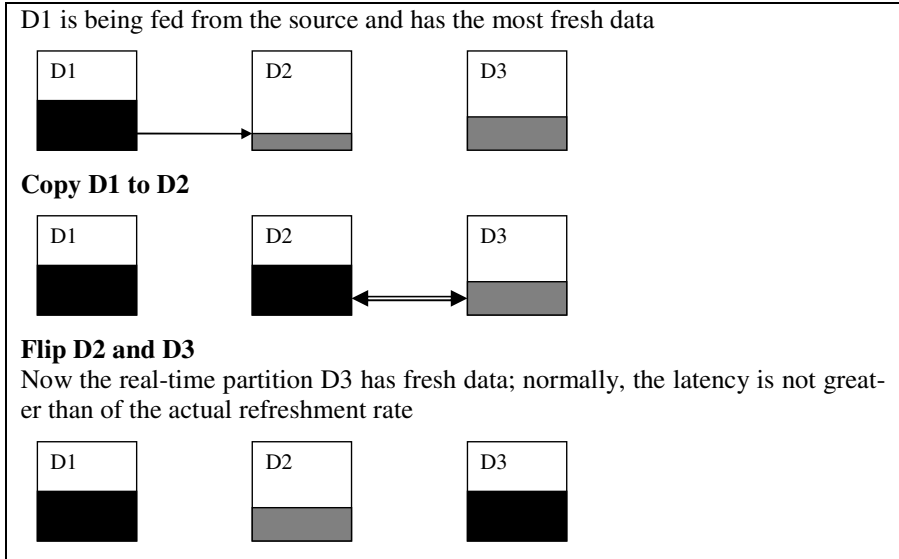 D1 is being fed from the source and has the most fresh data
D1 D2 D3
Copy D1 to D2
D1 D2 D3
Flip D2 and D3
Now the real-time partition D3 has fresh data; normally, the latency is not great-
er than of the actual refreshment rate
D1 D2 D3